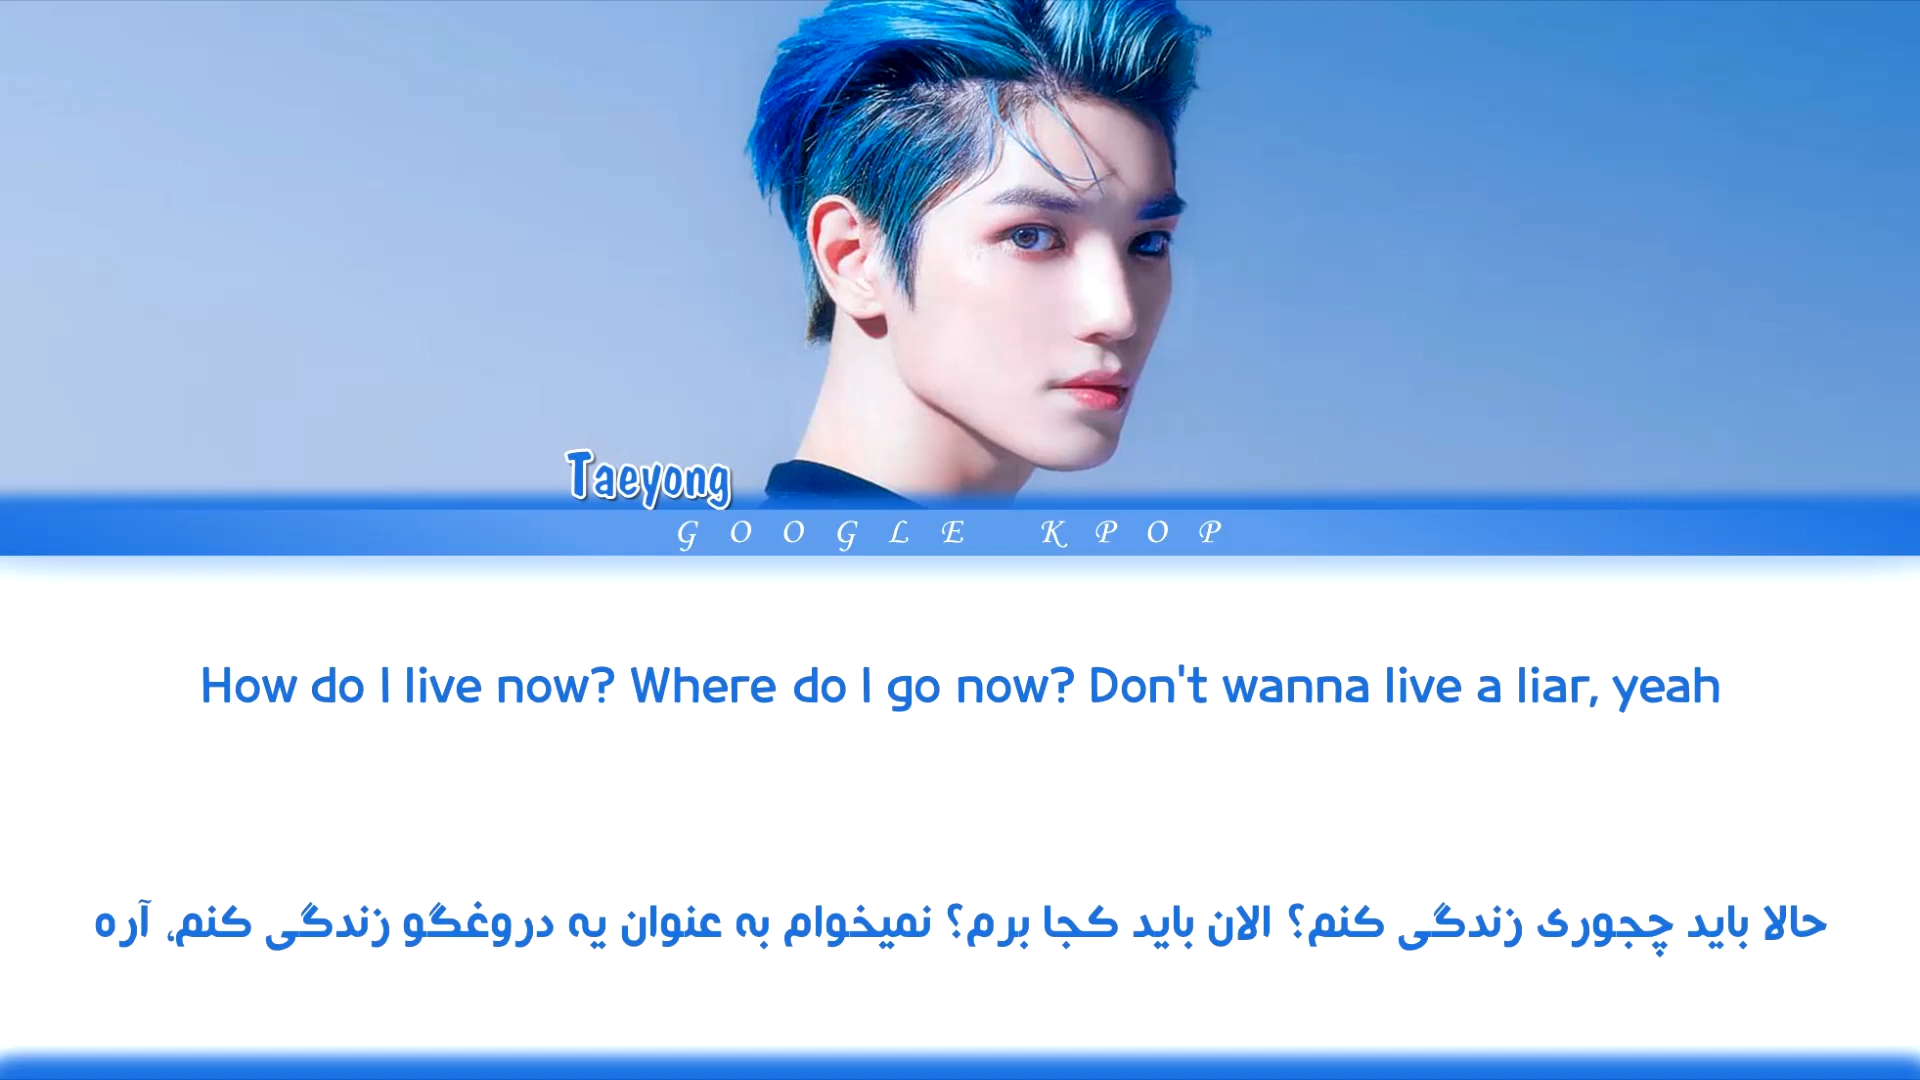 Taeyong
GOOGLE KPOP
How do I live now? Where do I go now? Don't wanna live a liar, yeah
حالا باید چجوری زندگی کنم؟ الان باید کجا برم؟ نمیخوام به عنوان یه دروغگو زندگی کنم، آره